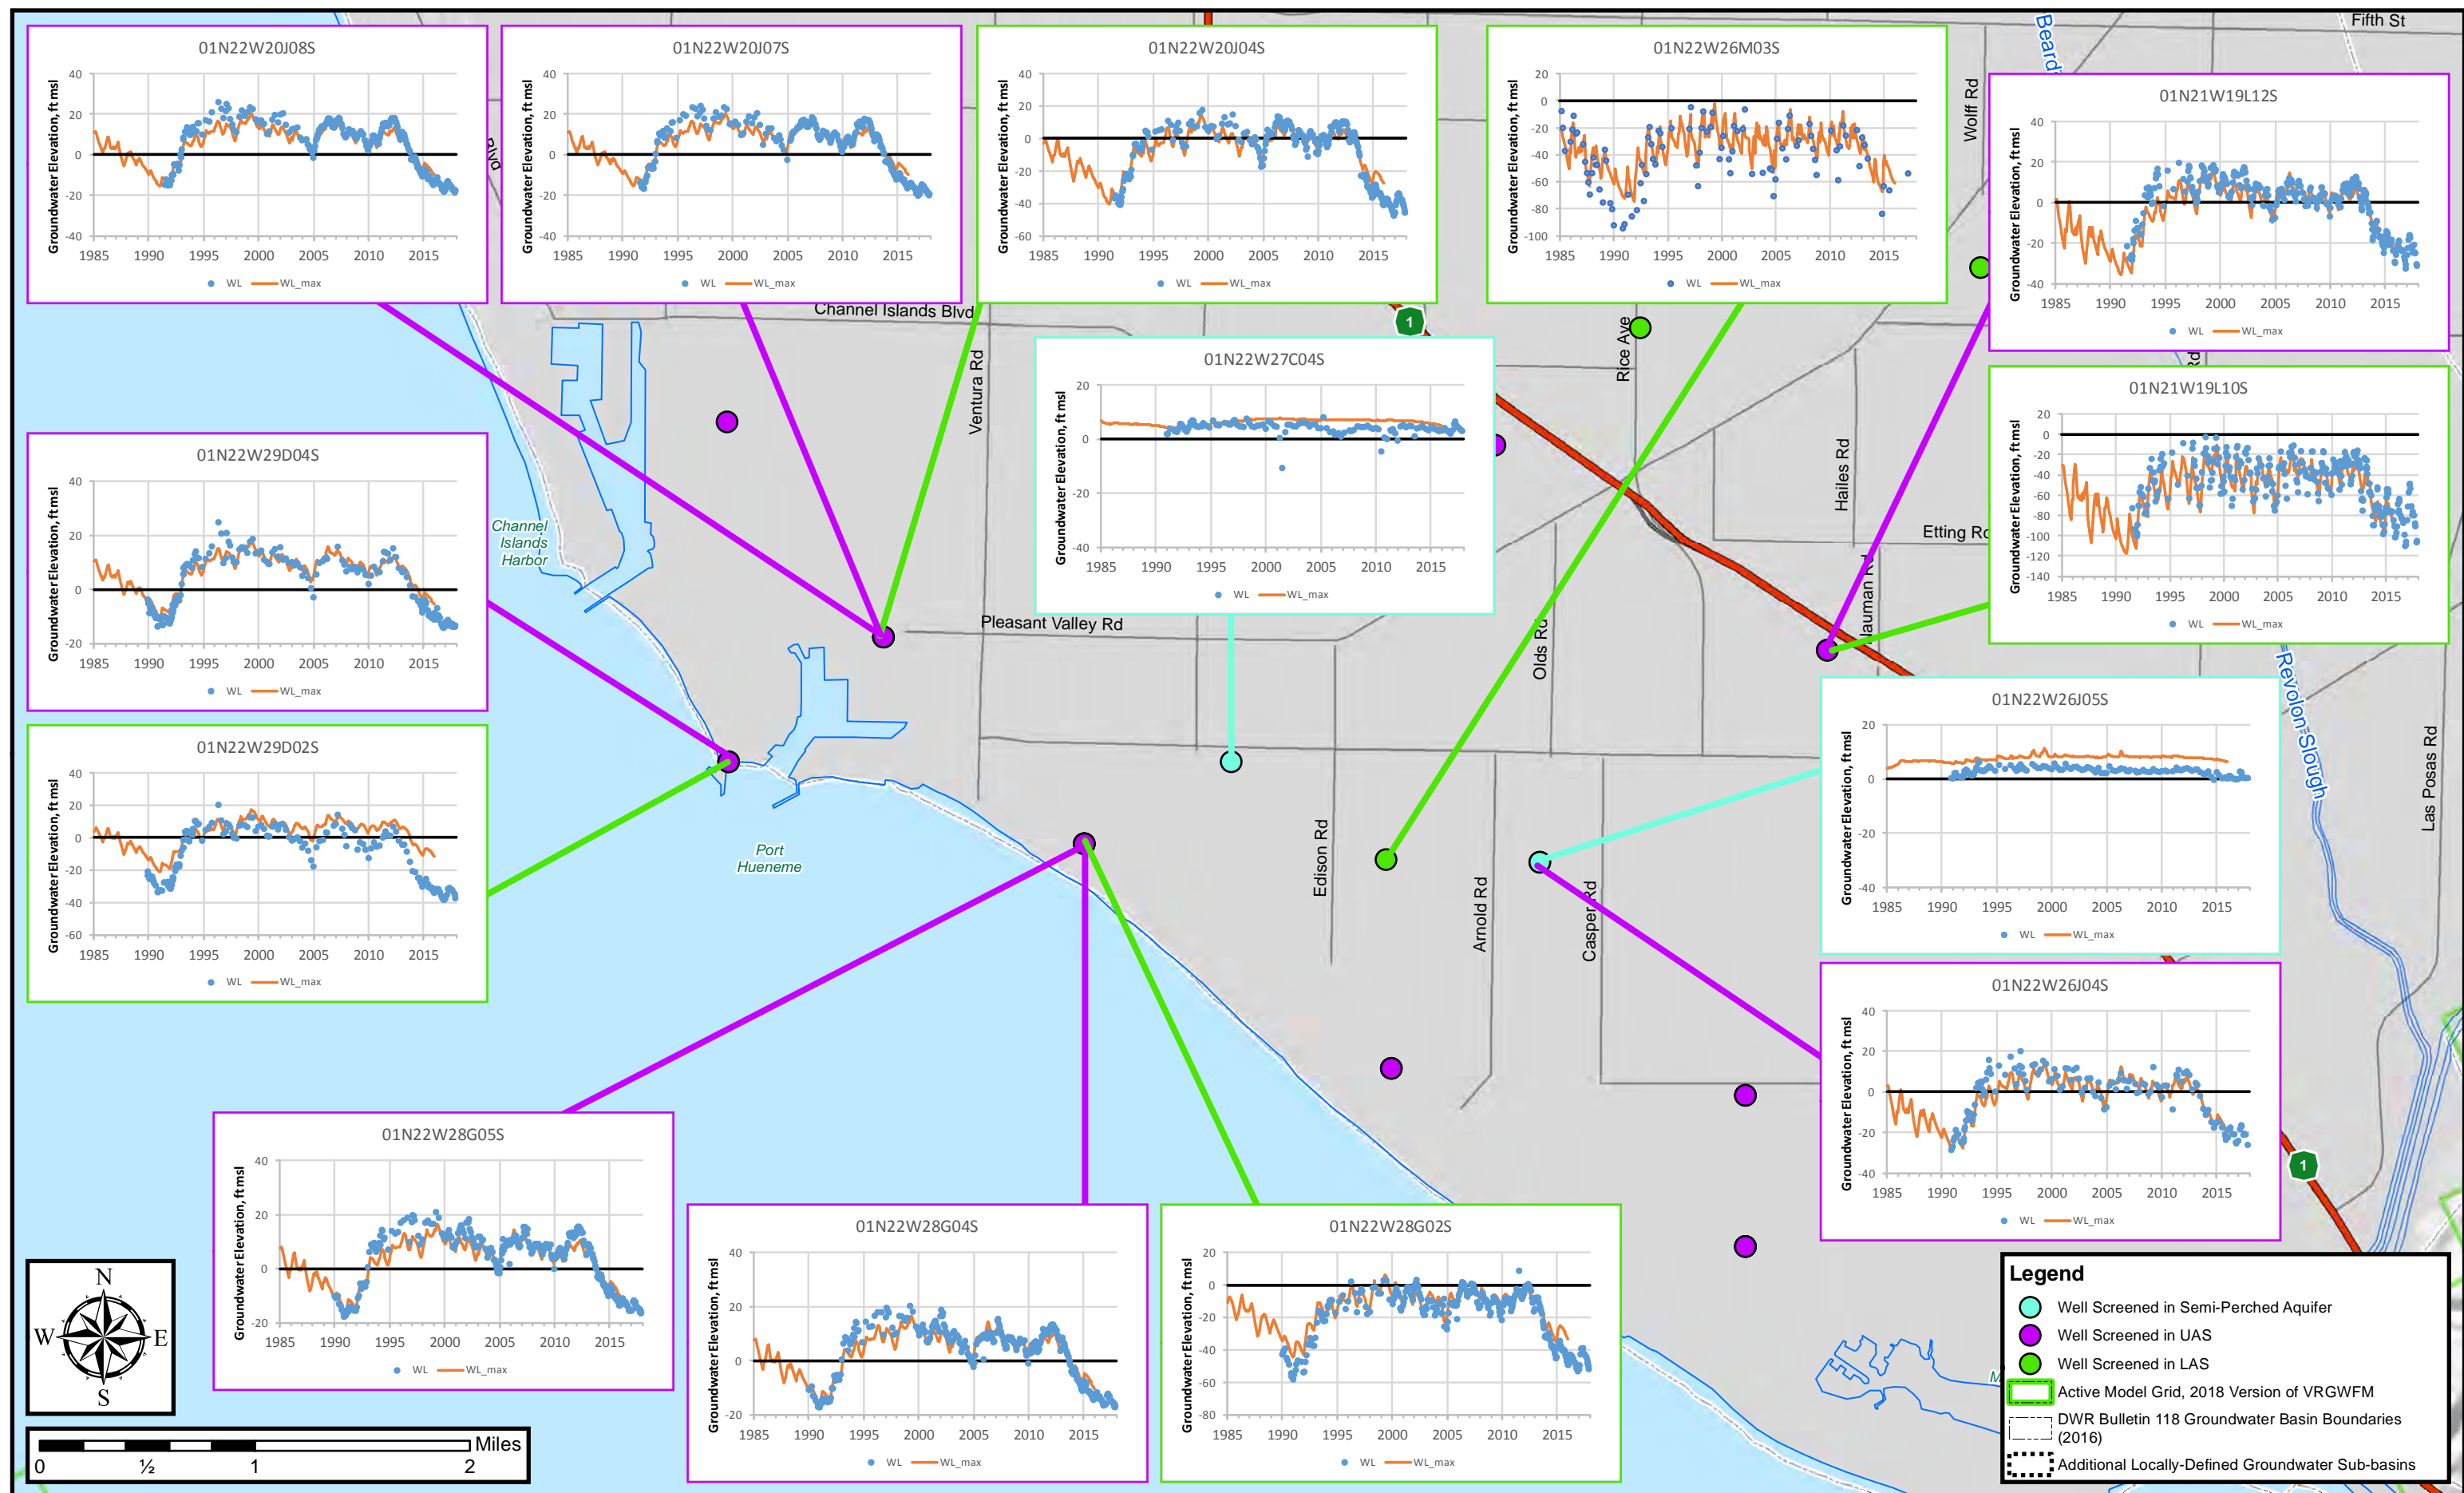 Fifth St
Beard
Wolff Rd
Blvd
Channel Islands Blvd
Ventura Rd
Rice Ave
1
Rd
Hailes Rd
Etting Rd
Pleasant Valley Rd
Olds Rd
Hauman Rd
Channel
Islands
Harbor
Port
Hueneme
Edison Rd
Arnold Rd
Casper Rd
Revolon Slough
Las Posas Rd
1
M
01N22W20J08S
Groundwater Elevation, ft msl
40
20
0
-20
-40
1985 1990 1995 2000 2005 2010 2015
WL WL_max
01N22W20J07S
Groundwater Elevation, ft msl
40
20
0
-20
-40
1985 1990 1995 2000 2005 2010 2015
WL WL_max
01N22W20J04S
Groundwater Elevation, ft msl
40
20
0
-20
-40
-60
1985 1990 1995 2000 2005 2010 2015
WL WL_max
01N22W26M03S
Groundwater Elevation, ft msl
20
0
-20
-40
-60
-80
-100
1985 1990 1995 2000 2005 2010 2015
WL WL_max
01N21W19L12S
Groundwater Elevation, ft msl
40
20
0
-20
-40
1985 1990 1995 2000 2005 2010 2015
WL WL_max
01N22W27C04S
Groundwater Elevation, ft msl
20
0
-20
-40
1985 1990 1995 2000 2005 2010 2015
WL WL_max
01N21W19L10S
Groundwater Elevation, ft msl
20
0
-20
-40
-60
-80
-100
-120
-140
1985 1990 1995 2000 2005 2010 2015
WL WL_max
01N22W29D04S
Groundwater Elevation, ft msl
40
20
0
-20
1985 1990 1995 2000 2005 2010 2015
WL WL_max
01N22W29D02S
Groundwater Elevation, ft msl
40
20
0
-20
-40
-60
1985 1990 1995 2000 2005 2010 2015
WL WL_max
01N22W26J05S
Groundwater Elevation, ft msl
20
0
-20
-40
1985 1990 1995 2000 2005 2010 2015
WL WL_max
01N22W26J04S
Groundwater Elevation, ft msl
40
20
0
-20
-40
1985 1990 1995 2000 2005 2010 2015
WL WL_max
01N22W28G05S
Groundwater Elevation, ft msl
40
20
0
-20
1985 1990 1995 2000 2005 2010 2015
WL WL_max
01N22W28G04S
Groundwater Elevation, ft msl
40
20
0
-20
1985 1990 1995 2000 2005 2010 2015
WL WL_max
01N22W28G02S
Groundwater Elevation, ft msl
20
0
-20
-40
-60
-80
1985 1990 1995 2000 2005 2010 2015
WL WL_max
N
W E
S
Miles
0 ½ 1 2
Legend
Well Screened in Semi-Perched Aquifer
Well Screened in UAS
Well Screened in LAS
Active Model Grid, 2018 Version of VRGWFM
DWR Bulletin 118 Groundwater Basin Boundaries
(2016)
Additional Locally-Defined Groundwater Sub-basins